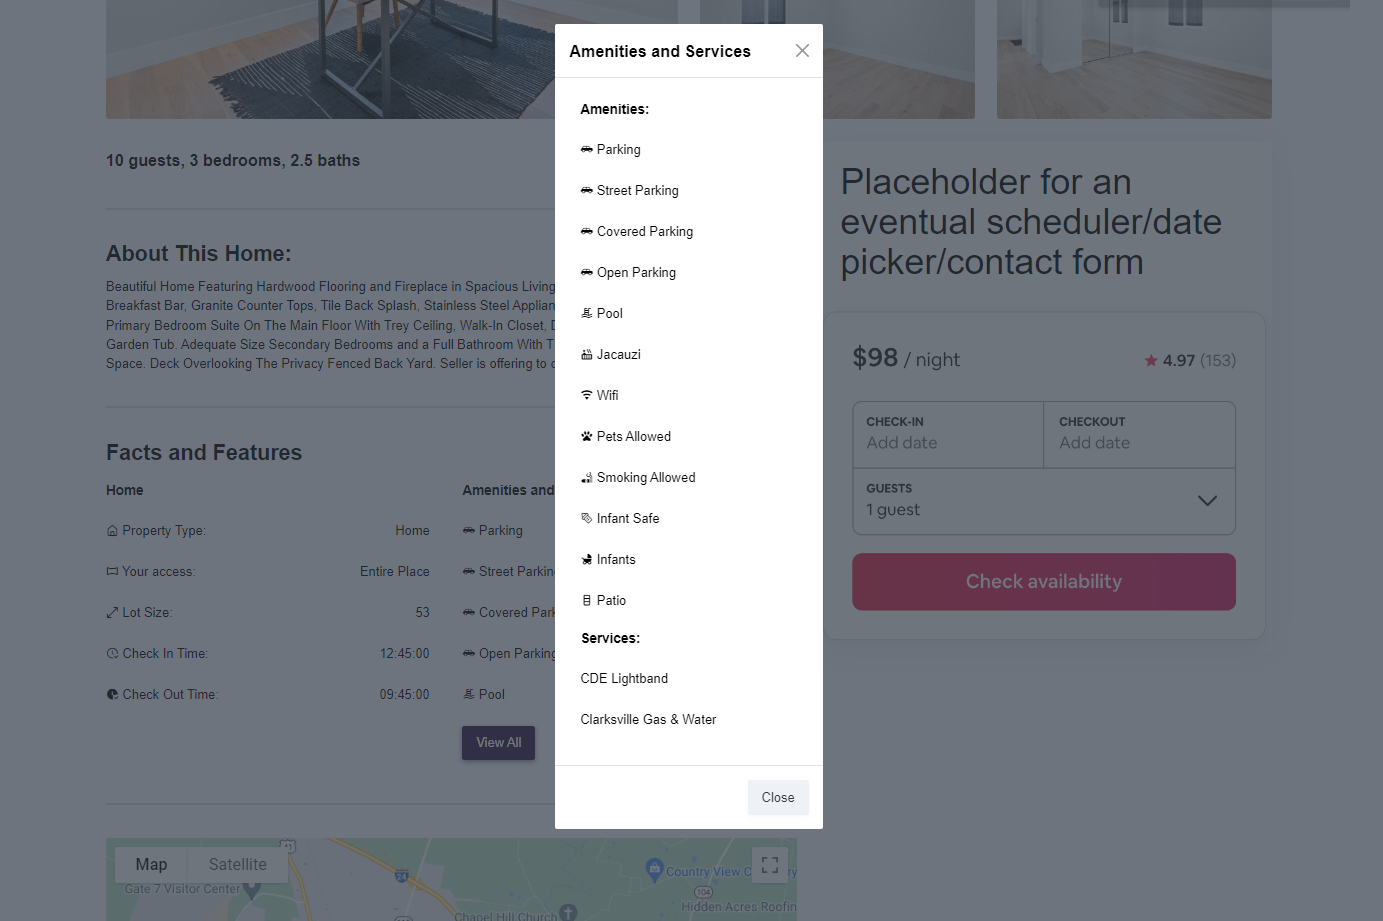 Amenities and Services
Amenities:
Parking
Street Parking
Covered Parking
Open Parking
Pool
Jacauzi
Wifi
Pets Allowed
Smoking Allowed
Infant Safe
Infants
Patio
Services:
CDE Lightband
Clarksville Gas & Water
Close
10 guests, 3 bedrooms, 2.5 baths
About This Home:
Beautiful Home Featuring Hardwood Flooring and Fireplace in Spacious Living
Breakfast Bar, Granite Counter Tops, Tile Back Splash, Stainless Steel
Primary Bedroom Suite On The Main Floor With Trey Ceiling, Walk-In Closet,
Garden Tub. Adequate Size Secondary Bedrooms and a Full Bathroom With
Space. Deck Overlooking The Privacy Fenced Back Yard. Seller is offering to
Facts and Features
Home
Property Type: Home
Your access: Entire Place
Lot Size: 53
Check In Time: 12:45:00
Check Out Time: 09:45:00
Amenities and
Parking
Street
Covered
Open Parking
Pool
View All
Placeholder for an
eventual scheduler/date
picker/contact form
$98 / night
4.97 (153)
CHECK-IN
Add date
CHECKOUT
Add date
GUESTS
1 guest
Check availability
Map
Satellite
41
Gate 7 Visitor Center
24
Country View
104
Hidden Acres
Chapel Hill Church